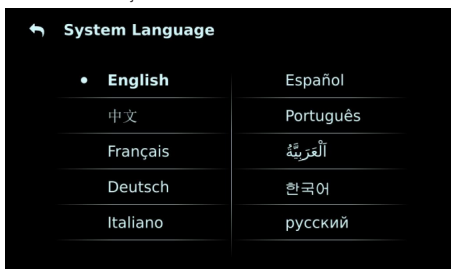 System Language
English
中文
Français
Deutsch
Italiano
Español
Português
اَلْعَرَبِيَّةُ
한국어
русский